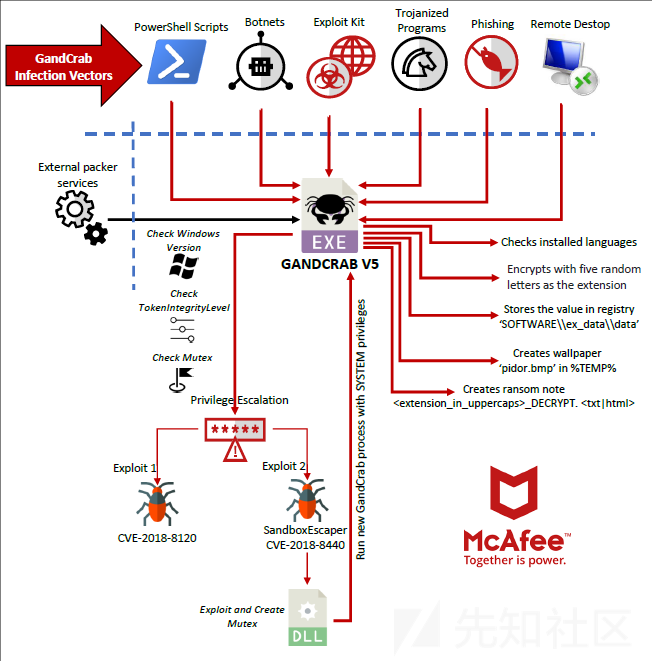 GandCrab
Infection Vectors
PowerShell Scripts
Botnets
Exploit Kit
Trojanized
Programs
Phishing
Remote Destop
External packer
services
EXE
GANDCRAB V5
Check Windows
Version
Check
TokenIntegrityLevel
Check Mutex
Privilege Escalation
*****
!
Exploit 1
CVE-2018-8120
Exploit 2
SandboxEscaper
CVE-2018-8440
Exploit and Create
Mutex
DLL
Run new GandCrab process with SYSTEM privileges
Checks installed languages
Encrypts with five random
letters as the extension
Stores the value in registry
‘SOFTWARE\\ex_data\\data’
Creates wallpaper
‘pidor.bmp’ in %TEMP%
Creates ransom note
<extension_in_uppercaps>_DECRYPT. <txt|html>
McAfee™
Together is power.
先知社区